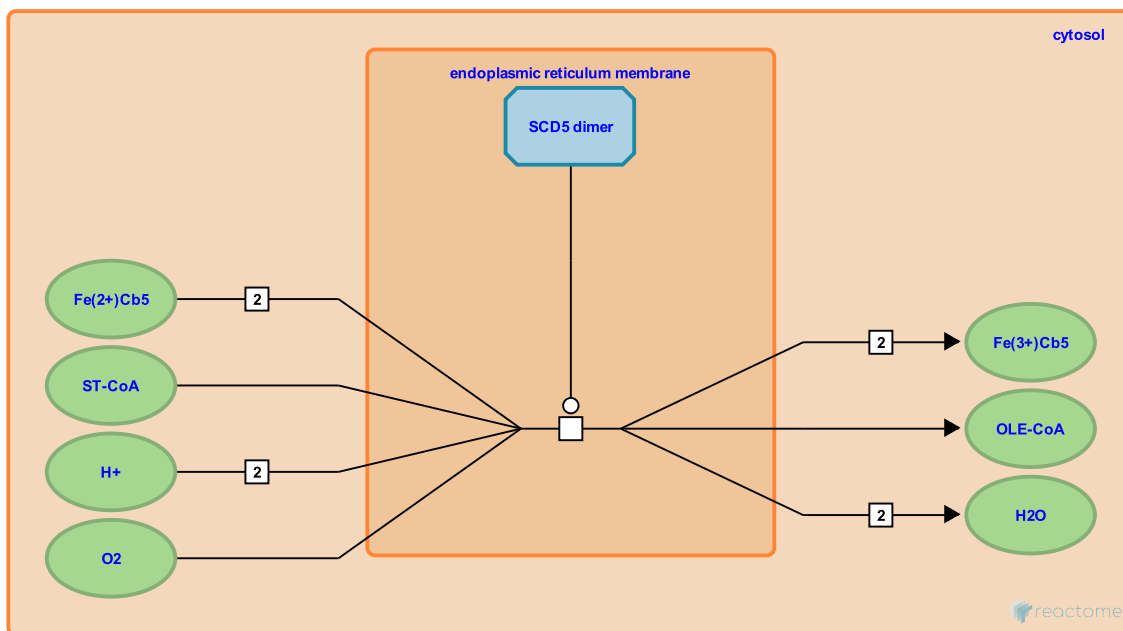 cytosol
endoplasmic reticulum membrane
SCD5 dimer
Fe(2+)Cb5
2
ST-CoA
H+
2
O2
2
Fe(3+)Cb5
OLE-CoA
2
H2O
reactome